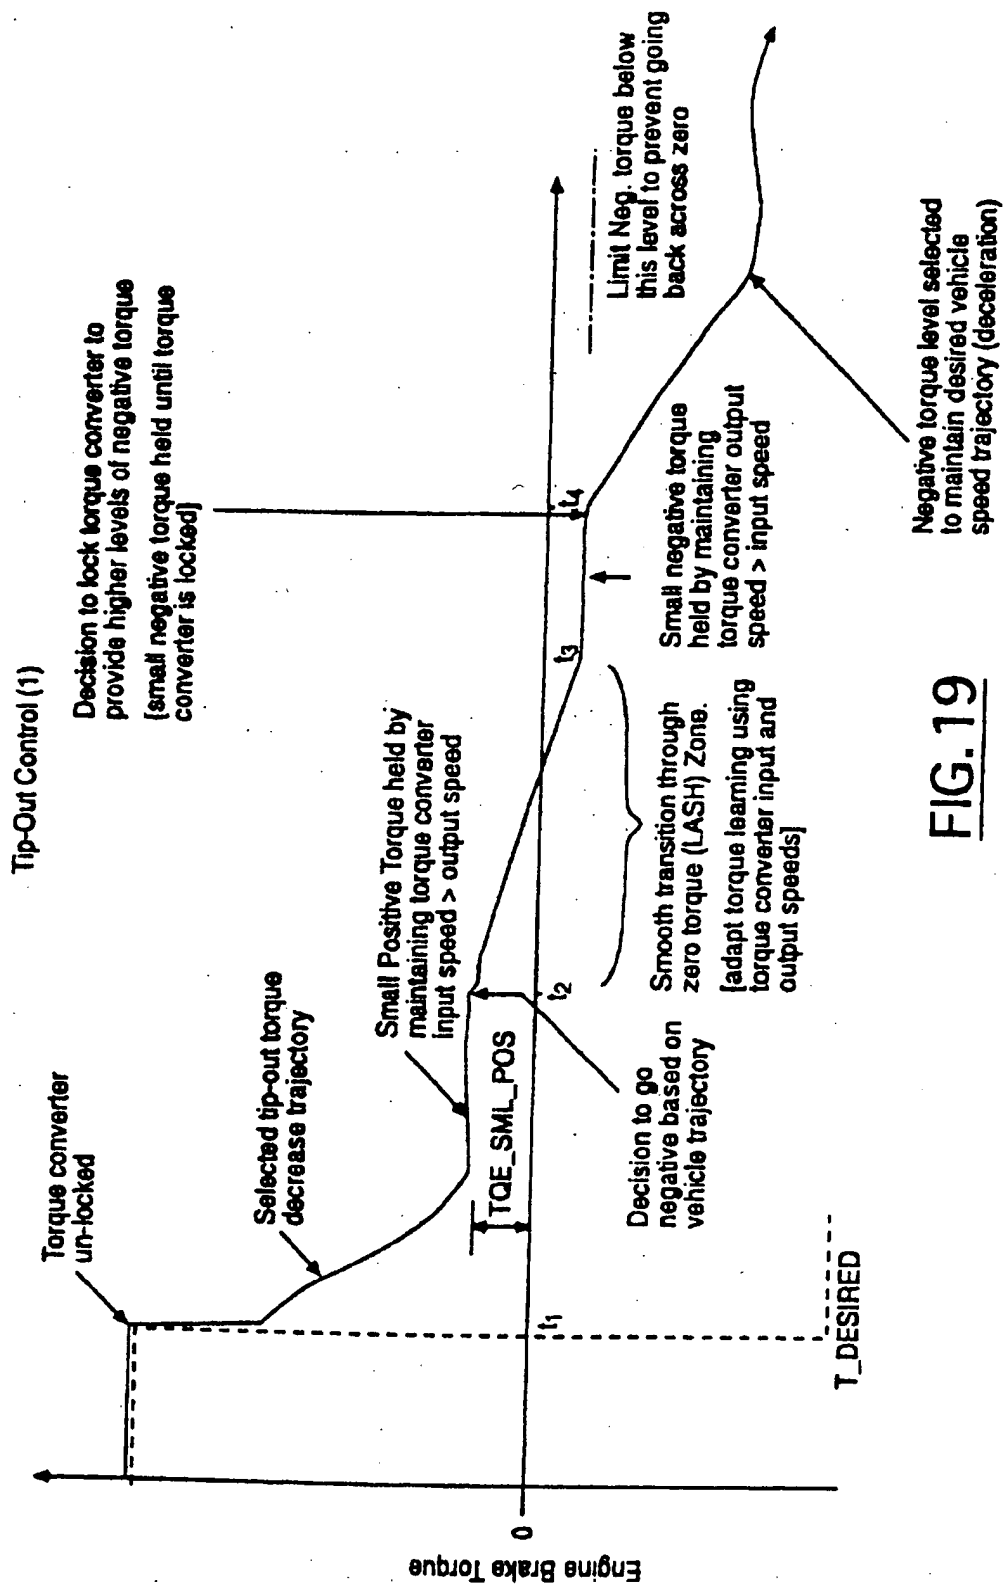 Tip-Out Control (1)
Torque converter
un-locked
Selected tip-out torque
decrease trajectory
Small Positive Torque held by
maintaining torque converter
input speed > output speed
Decision to lock torque converter to
provide higher levels of negative torque
[small negative torque held until torque
converter is locked]
Engine Brake Torque
0
TQE_SML_POS
t1
t2
t3
t4
T_DESIRED
Decision to go
negative based on
vehicle trajectory
Smooth transition through
zero torque (LASH) Zone.
[adapt torque learning using
torque converter input and
output speeds]
Small negative torque
held by maintaining
torque converter output
speed > input speed
Limit Neg. torque below
this level to prevent going
back across zero
Negative torque level selected
to maintain desired vehicle
speed trajectory (deceleration)
FIG. 19